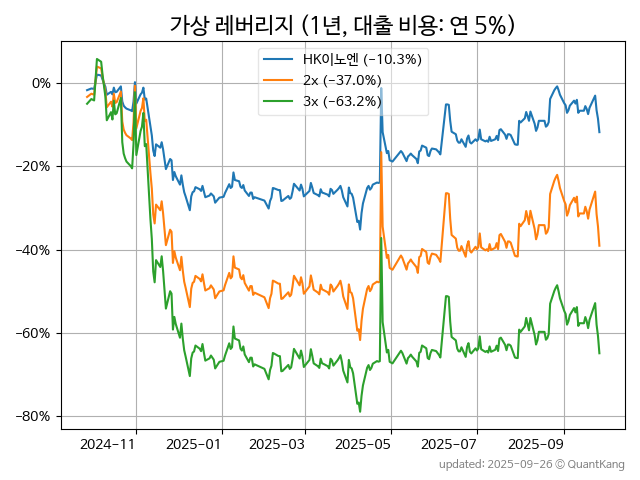 가상 레버리지 (1년, 대출 비용: 연 5%)
HK이노엔 (−10.3%)
2x (−37.0%)
3x (−63.2%)
0%
−20%
−40%
−60%
−80%
2024-11 2025-01 2025-03 2025-05 2025-07 2025-09
updated: 2025-09-26 © QuantKang